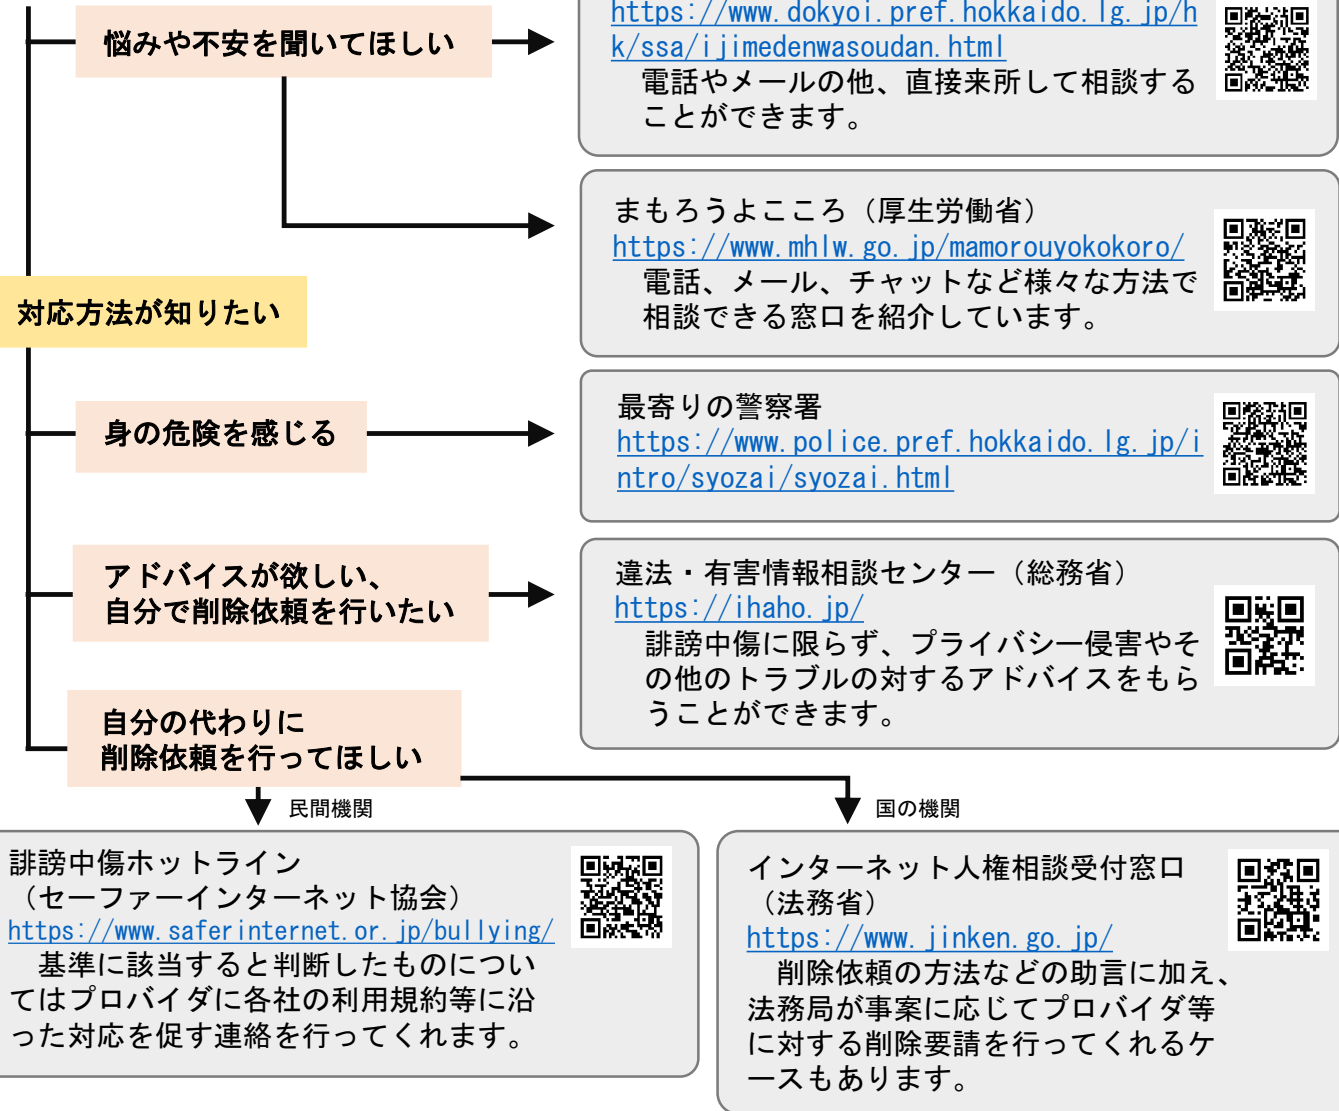 悩みや不安を聞いてほしい
https://www.dokyoi.pref.hokkaido.lg.jp/h
k/ssa/ijimedenwasoudan.html
電話やメールの他、直接来所して相談する
ことができます。
まもろうよこころ（厚生労働省）
https://www.mhlw.go.jp/mamorouyokokoro/
電話、メール、チャットなど様々な方法で
相談できる窓口を紹介しています。
対応方法が知りたい
身の危険を感じる
最寄りの警察署
https://www.police.pref.hokkaido.lg.jp/i
ntro/syozai/syozai.html
アドバイスが欲しい、
自分で削除依頼を行いたい
違法・有害情報相談センター（総務省）
https://ihaho.jp/
誹謗中傷に限らず、プライバシー侵害やそ
の他のトラブルの対するアドバイスをもら
うことができます。
自分の代わりに
削除依頼を行ってほしい
民間機関
国の機関
誹謗中傷ホットライン
（セーファーインターネット協会）
https://www.saferinternet.or.jp/bullying/
基準に該当すると判断したものについ
てはプロバイダに各社の利用規約等に沿
った対応を促す連絡を行ってくれます。
インターネット人権相談受付窓口
（法務省）
https://www.jinken.go.jp/
削除依頼の方法などの助言に加え、
法務局が事案に応じてプロバイダ等
に対する削除要請を行ってくれるケ
ースもあります。